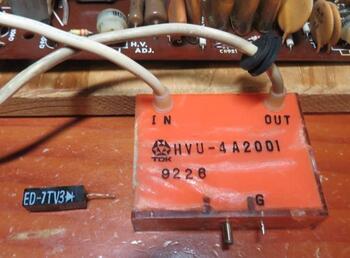 H.V.
ADJ.
IN OUT
TDK HVU-4A2001
9226
G
ED-7TV3